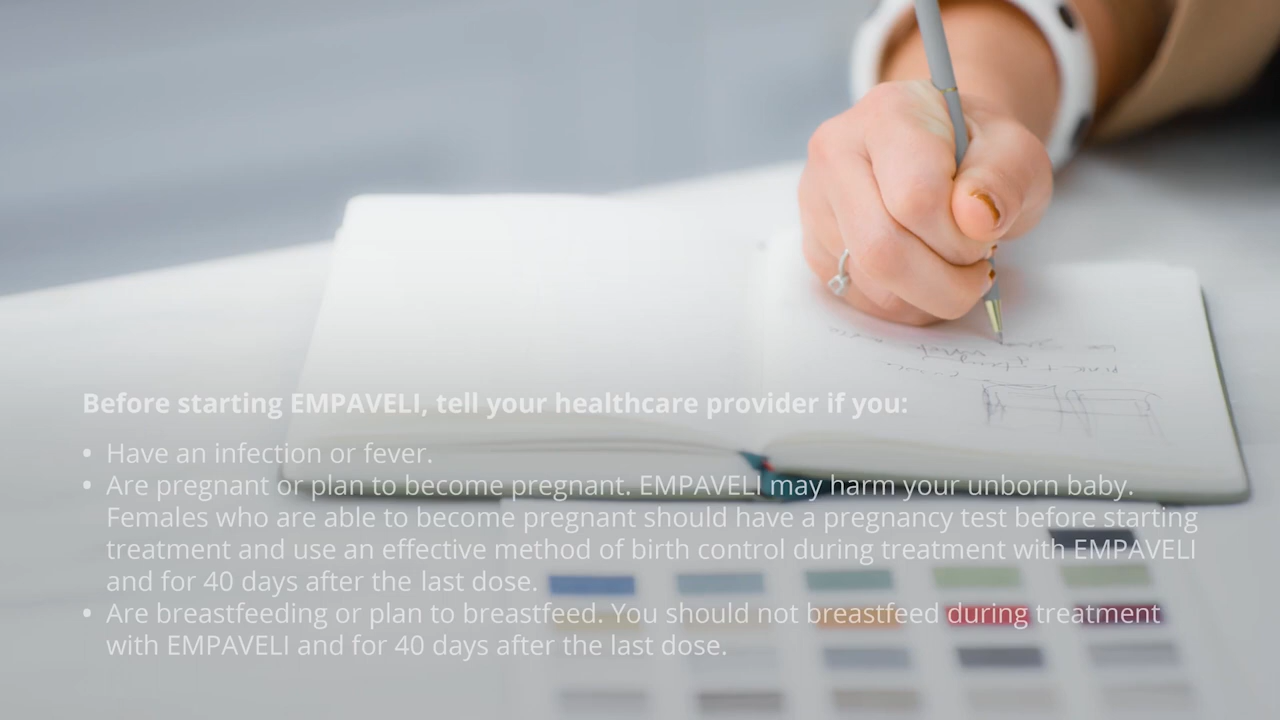 Before starting EMPAVELI, tell your healthcare provider if you:
• Have an infection or fever.
• Are pregnant or plan to become pregnant. EMPAVELI may harm your unborn baby.
Females who are able to become pregnant should have a pregnancy test before starting
treatment and use an effective method of birth control during treatment with EMPAVELI
and for 40 days after the last dose.
• Are breastfeeding or plan to breastfeed. You should not breastfeed during treatment
with EMPAVELI and for 40 days after the last dose.